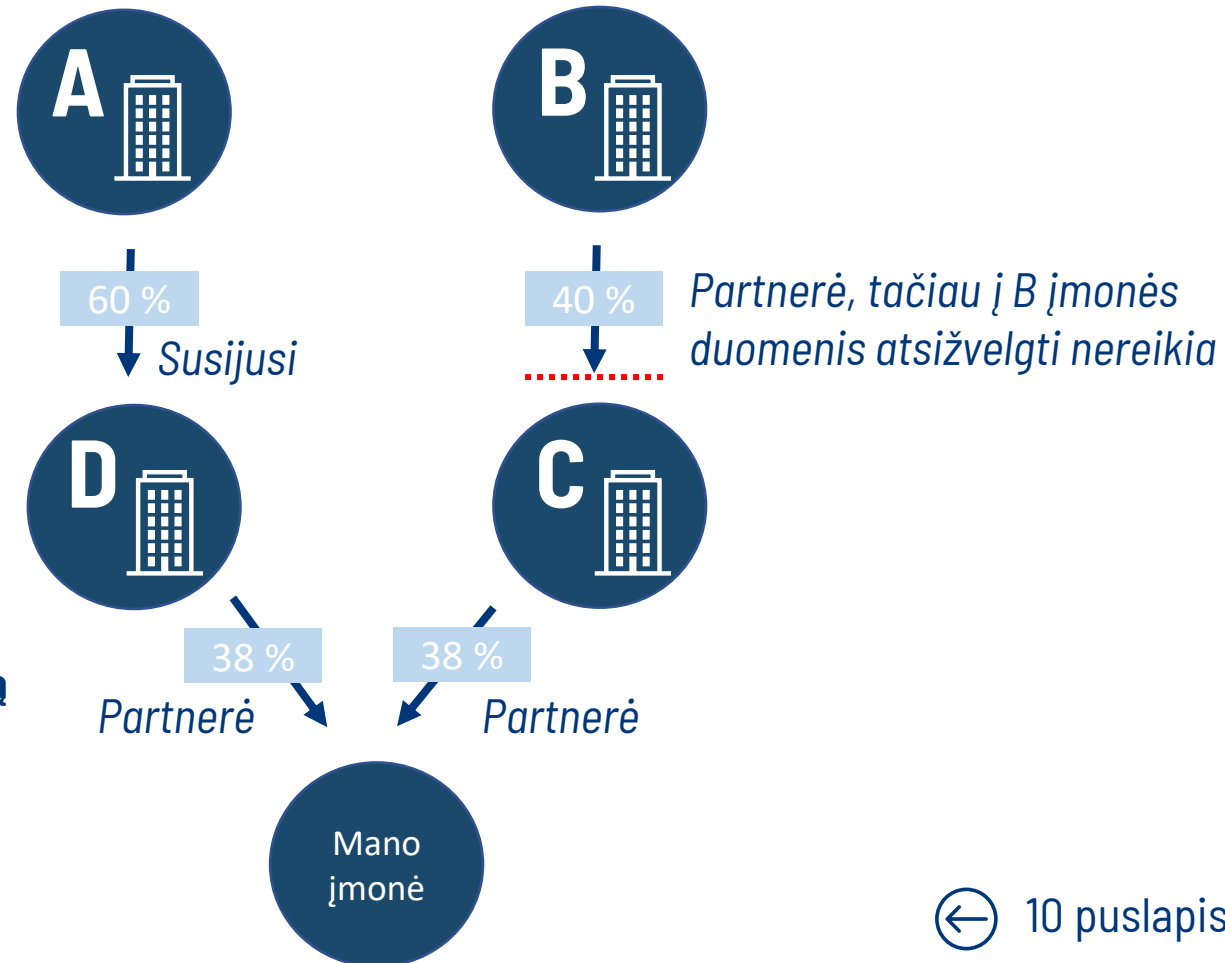 A
B
60 %
40 %
Partnerė, tačiau į B įmonės
duomenis atsižvelgti nereikia
Susijusi
D
C
38 %
38 %
ą
Partnerė
Partnerė
Mano
įmonė
10 puslapis